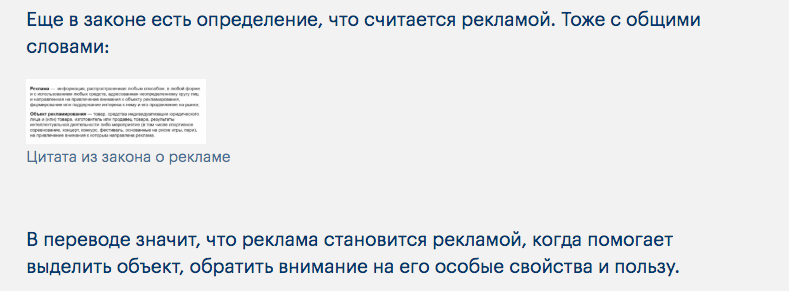 Еще в законе есть определение, что считается рекламой. Тоже с общими
словами:
Реклама — информация, распространенная любым способом, в любой форме
и с использованием любых средств, адресованная неопределенному кругу лиц
и направленная на привлечение внимания к объекту рекламирования,
формирование или поддержание интереса к нему и его продвижение на рынке.
Объект рекламирования — товар, средства индивидуализации юридического
лица и (или) товара, изготовитель или продавец товара, результаты
интеллектуальной деятельности либо мероприятие (в том числе спортивное
соревнование, концерт, конкурс, фестиваль, основанные на риске игры, пари),
на привлечение внимания к которым направлена реклама.
Цитата из закона о рекламе
В переводе значит, что реклама становится рекламой, когда помогает
выделить объект, обратить внимание на его особые свойства и пользу.